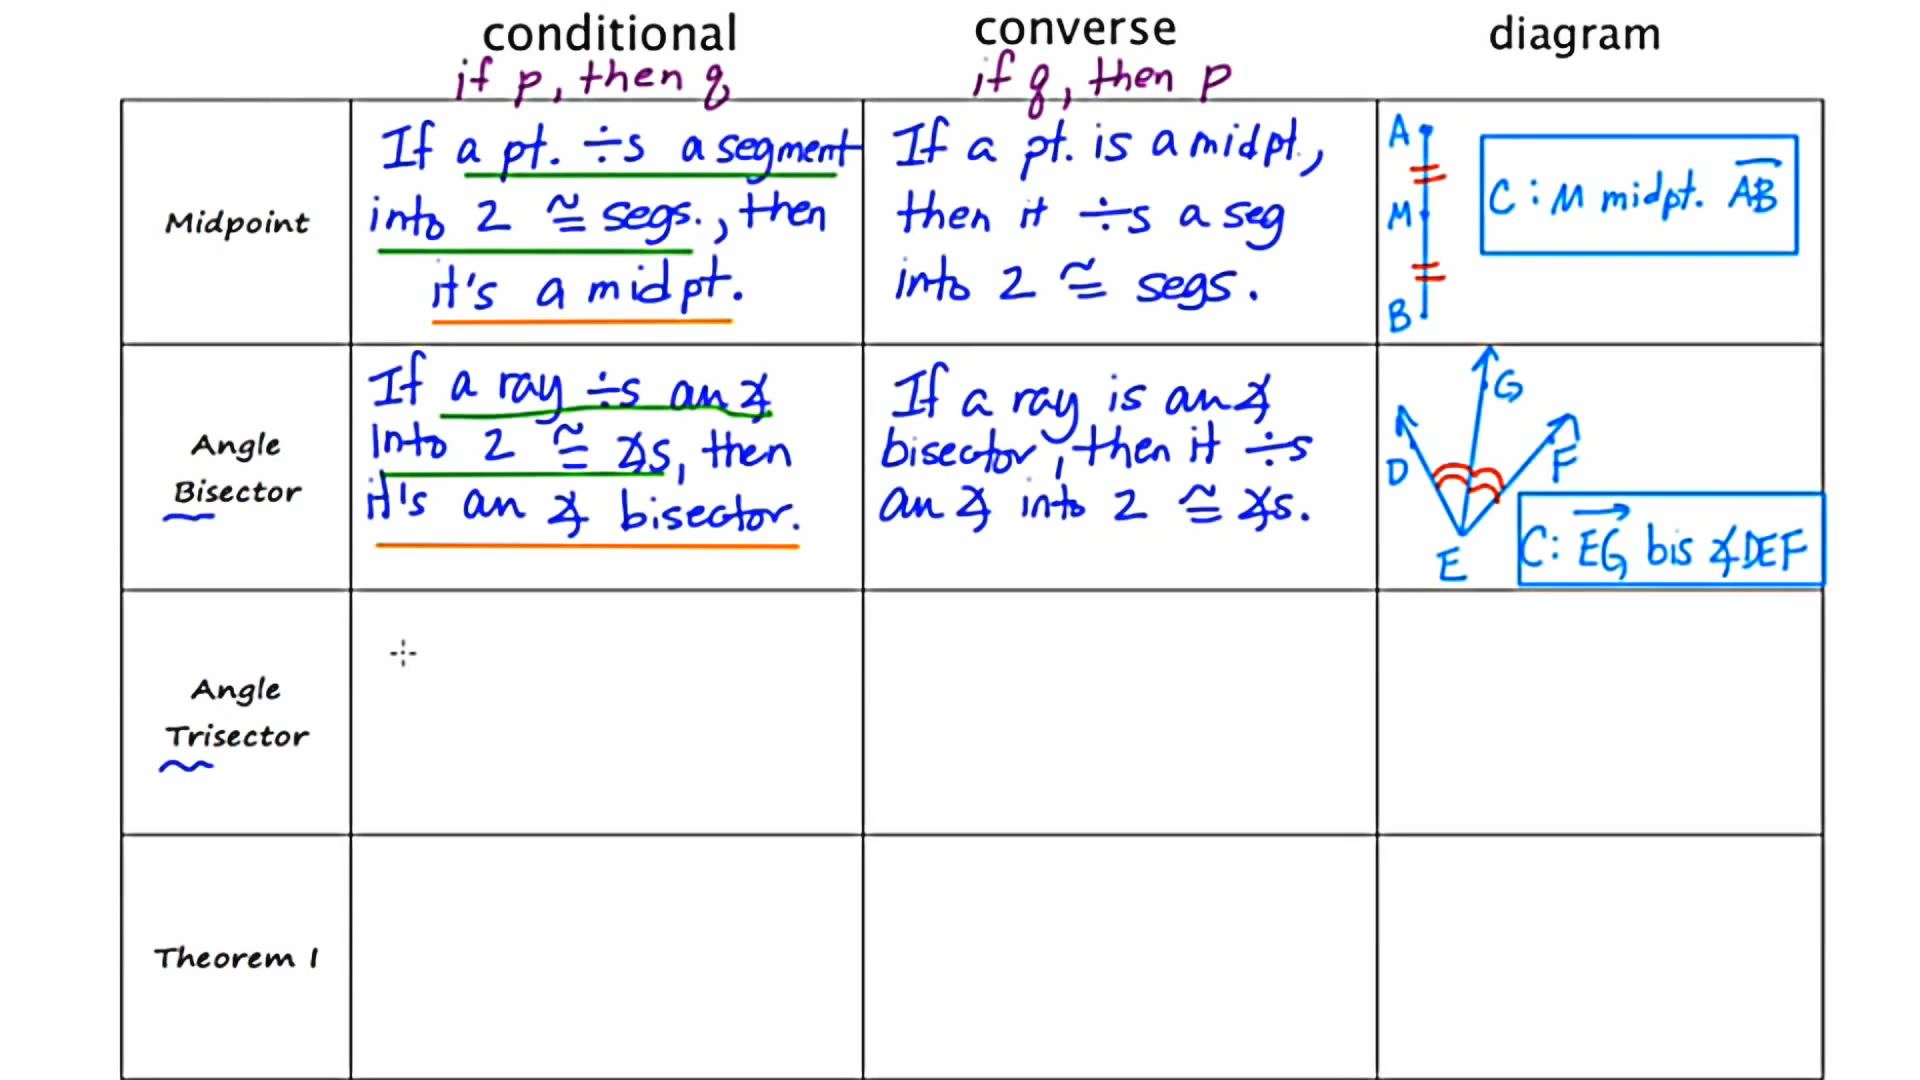 conditional
converse
diagram
if p, then q
if q, then p
Midpoint
If a pt. ÷s a segment
into 2 ≅ segs., then
it's a midpt.
If a pt. is a midpt.,
then it ÷s a seg
into 2 ≅ segs.
A
M
B
C: M midpt. A̅B̅
Angle
Bisector
If a ray ÷s an ∡
into 2 ≅ ∡s, then
it's an ∡ bisector.
If a ray is an ∡
bisector, then it ÷s
an ∡ into 2 ≅ ∡s.
G
D
F
E
C: E⃗G⃗ bis ∡DEF
Angle
Trisector
Theorem 1